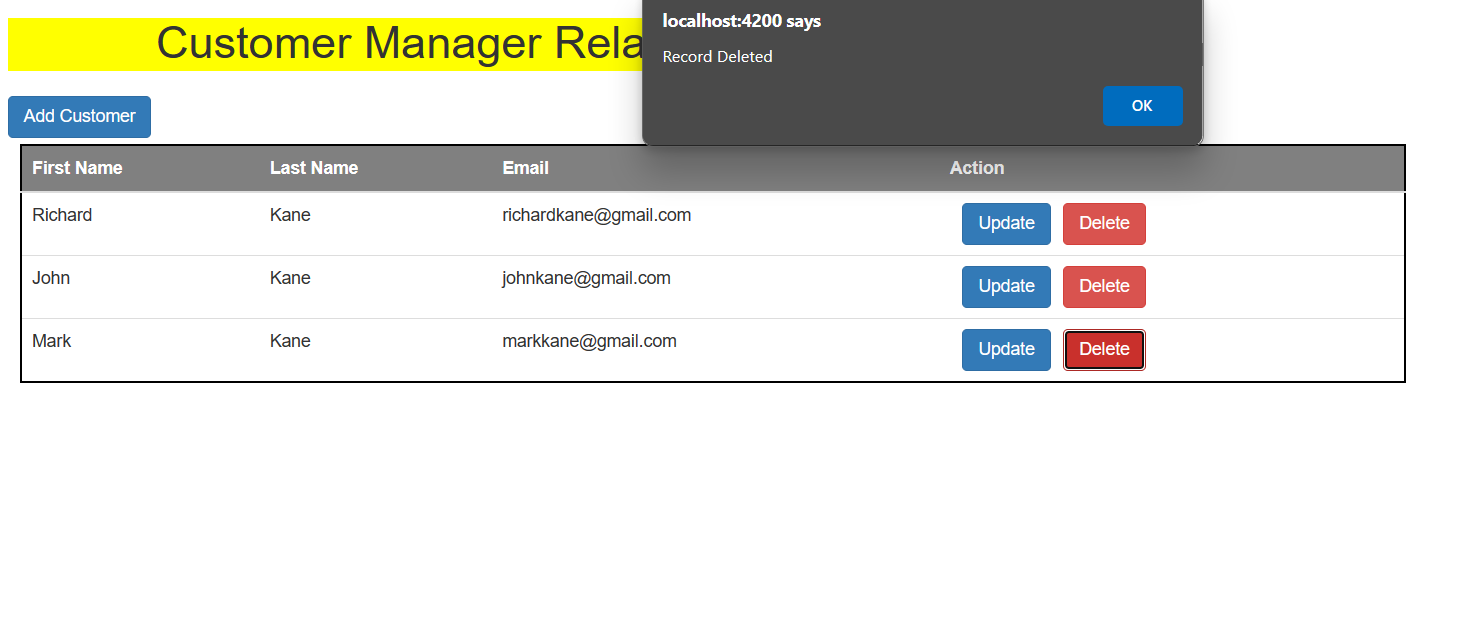 localhost:4200 says
Record Deleted
OK
Customer Manager Rela
Add Customer
First Name Last Name Email Action
Richard Kane richardkane@gmail.com Update Delete
John Kane johnkane@gmail.com Update Delete
Mark Kane markkane@gmail.com Update Delete